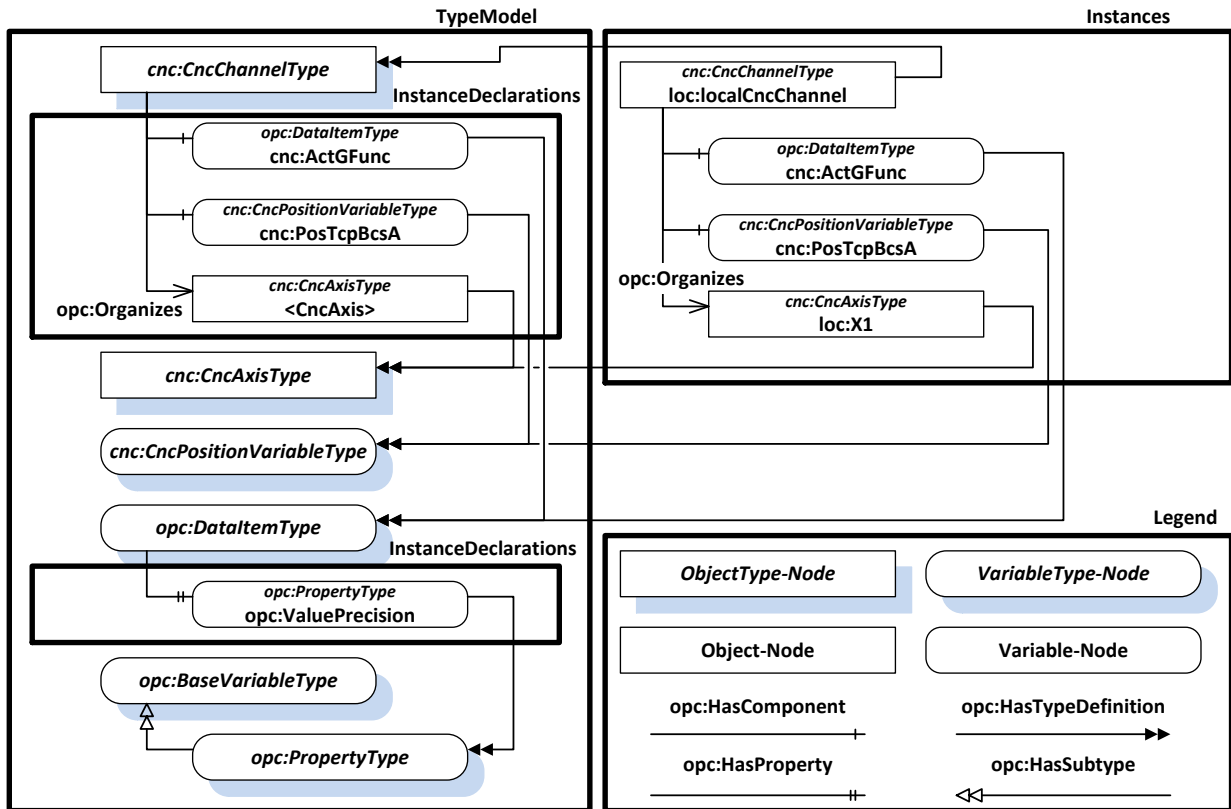 TypeModel
cnc:CncChannelType
InstanceDeclarations
opc:DataItemType
cnc:ActGFunc
cnc:CncPositionVariableType
cnc:PosTcpBcsA
cnc:CncAxisType
<CncAxis>
opc:Organizes
cnc:CncAxisType
cnc:CncPositionVariableType
opc:DataItemType
InstanceDeclarations
opc:PropertyType
opc:ValuePrecision
opc:BaseVariableType
opc:PropertyType
Instances
cnc:CncChannelType
loc:localCncChannel
opc:DataItemType
cnc:ActGFunc
cnc:CncPositionVariableType
cnc:PosTcpBcsA
opc:Organizes
cnc:CncAxisType
loc:X1
Legend
ObjectType-Node
VariableType-Node
Object-Node
Variable-Node
opc:HasComponent
opc:HasTypeDefinition
opc:HasProperty
opc:HasSubtype